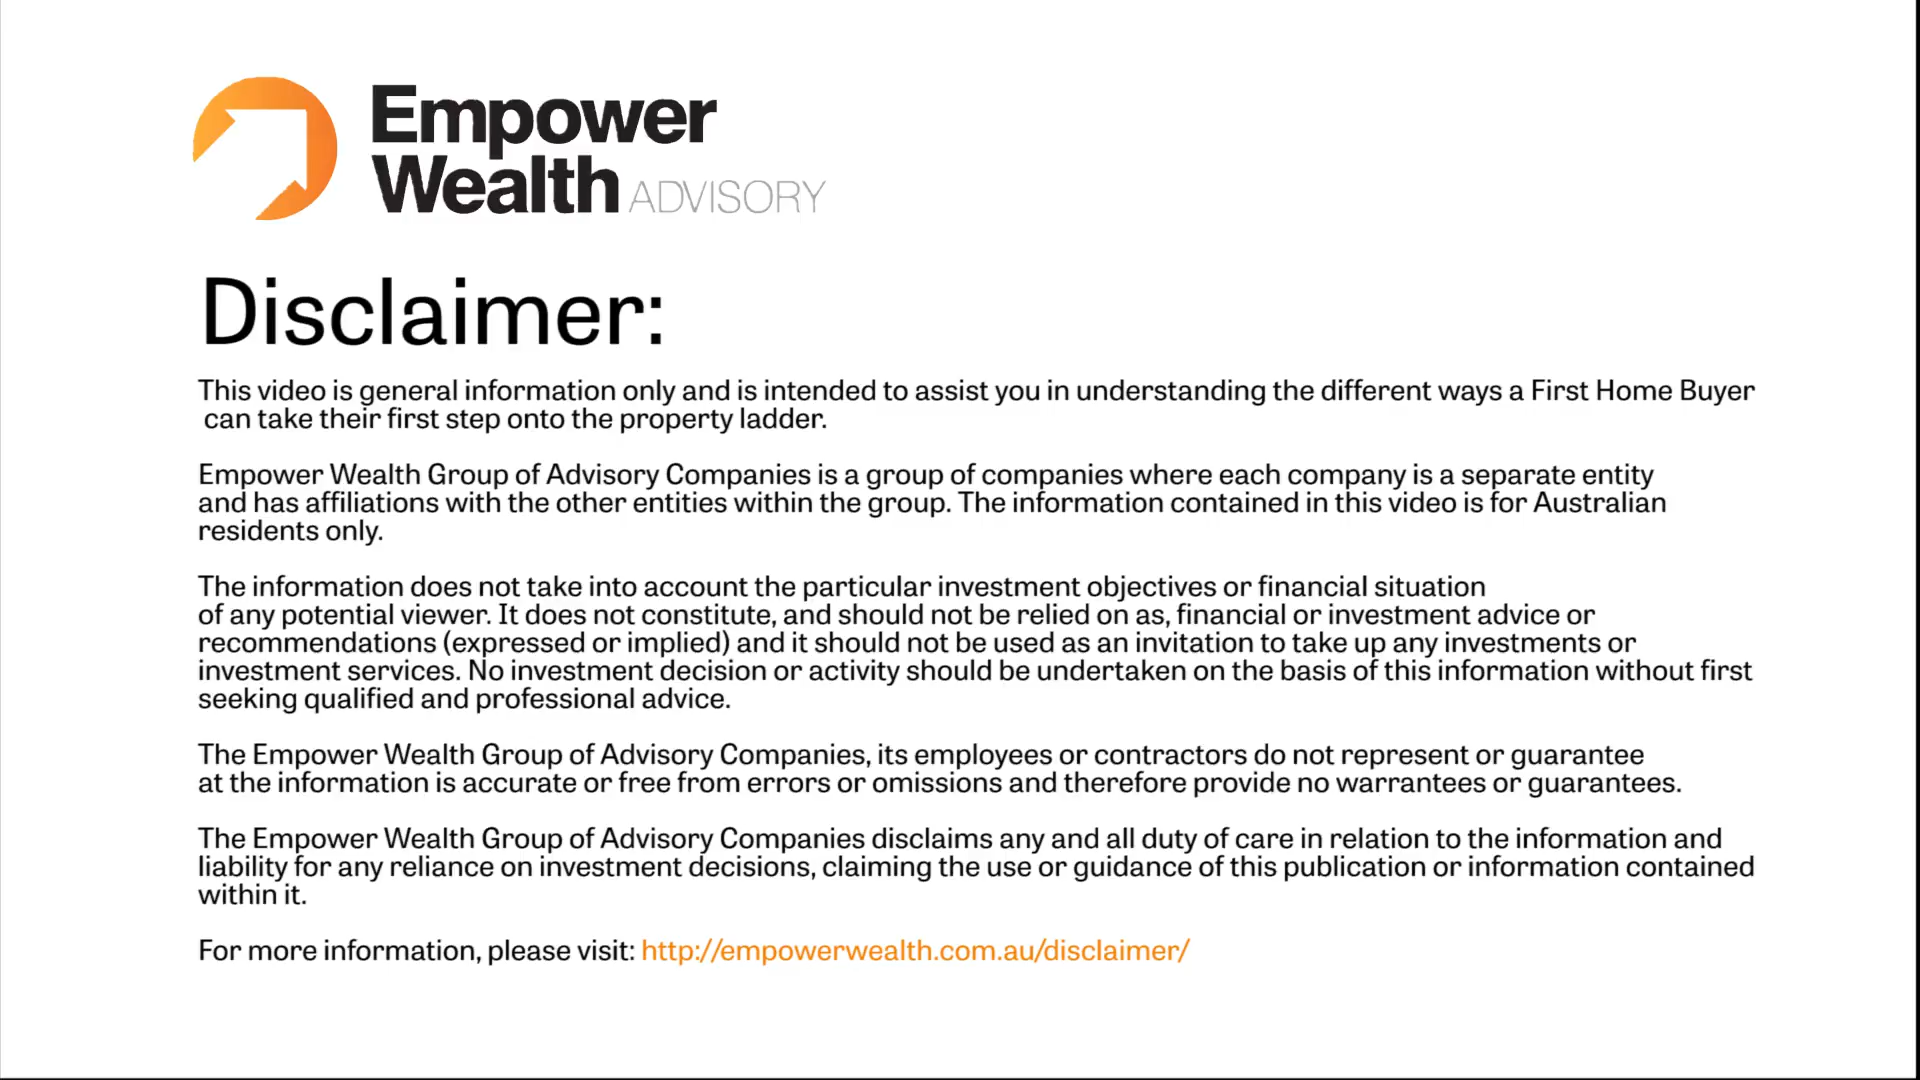 Empower
Wealth ADVISORY
Disclaimer:
This video is general information only and is intended to assist you in understanding the different ways a First Home Buyer
can take their first step onto the property ladder.
Empower Wealth Group of Advisory Companies is a group of companies where each company is a separate entity
and has affiliations with the other entities within the group. The information contained in this video is for Australian
residents only.
The information does not take into account the particular investment objectives or financial situation
of any potential viewer. It does not constitute, and should not be relied on as, financial or investment advice or
recommendations (expressed or implied) and it should not be used as an invitation to take up any investments or
investment services. No investment decision or activity should be undertaken on the basis of this information without first
seeking qualified and professional advice.
The Empower Wealth Group of Advisory Companies, its employees or contractors do not represent or guarantee
at the information is accurate or free from errors or omissions and therefore provide no warrantees or guarantees.
The Empower Wealth Group of Advisory Companies disclaims any and all duty of care in relation to the information and
liability for any reliance on investment decisions, claiming the use or guidance of this publication or information contained
within it.
For more information, please visit: http://empowerwealth.com.au/disclaimer/